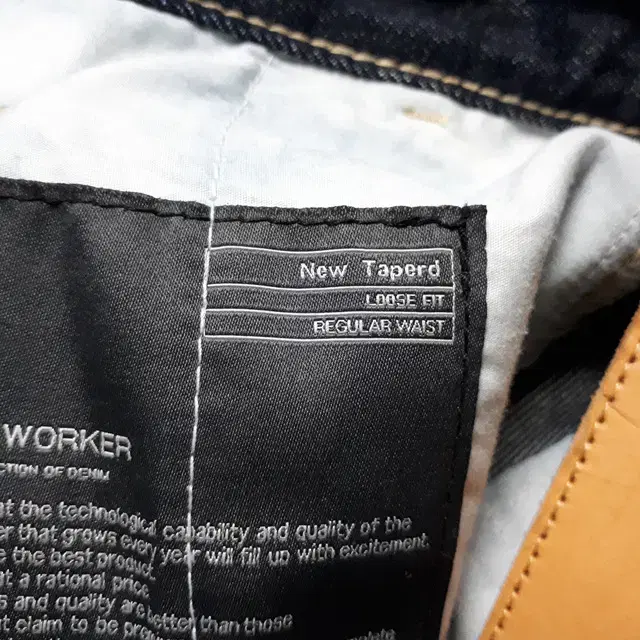 New Taperd
LOOSE FIT
REGULAR WAIST
WORKER
CTION OF DENIM
at the technological capability and quality of the
er that grows every year will fill up with excitement
e the best product.
at a rational price.
s and quality are better than those
t claim to be